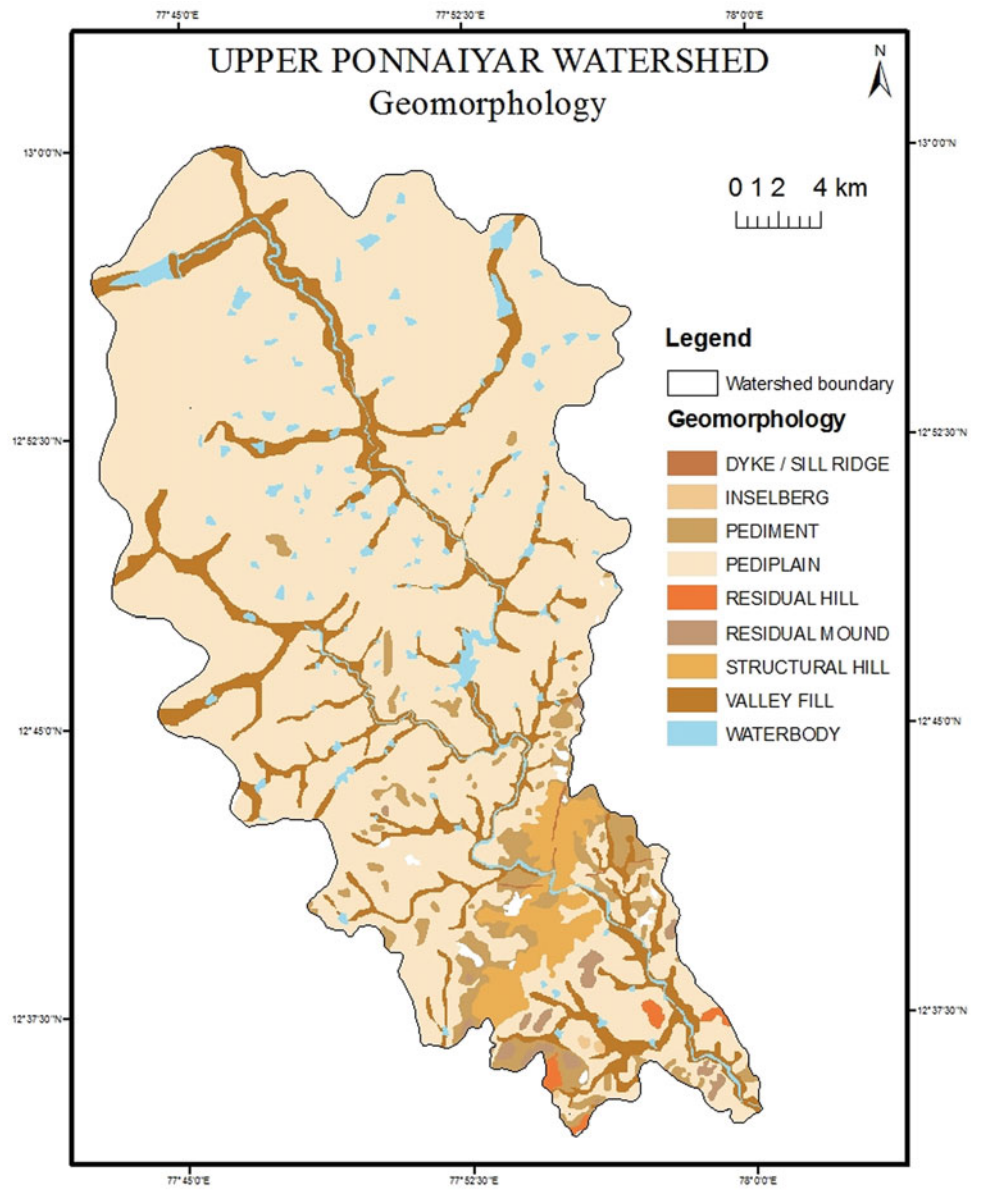 77°45'0"E 77°52'30"E 78°0'0"E
UPPER PONNAIYAR WATERSHED
Geomorphology
N
13°0'0"N 13°0'0"N
0 1 2 4 km
Legend
Watershed boundary
Geomorphology
12°52'30"N 12°52'30"N
DYKE / SILL RIDGE
INSELBERG
PEDIMENT
PEDIPLAIN
RESIDUAL HILL
RESIDUAL MOUND
STRUCTURAL HILL
VALLEY FILL
12°45'0"N 12°45'0"N
WATERBODY
12°37'30"N 12°37'30"N
77°45'0"E 77°52'30"E 78°0'0"E